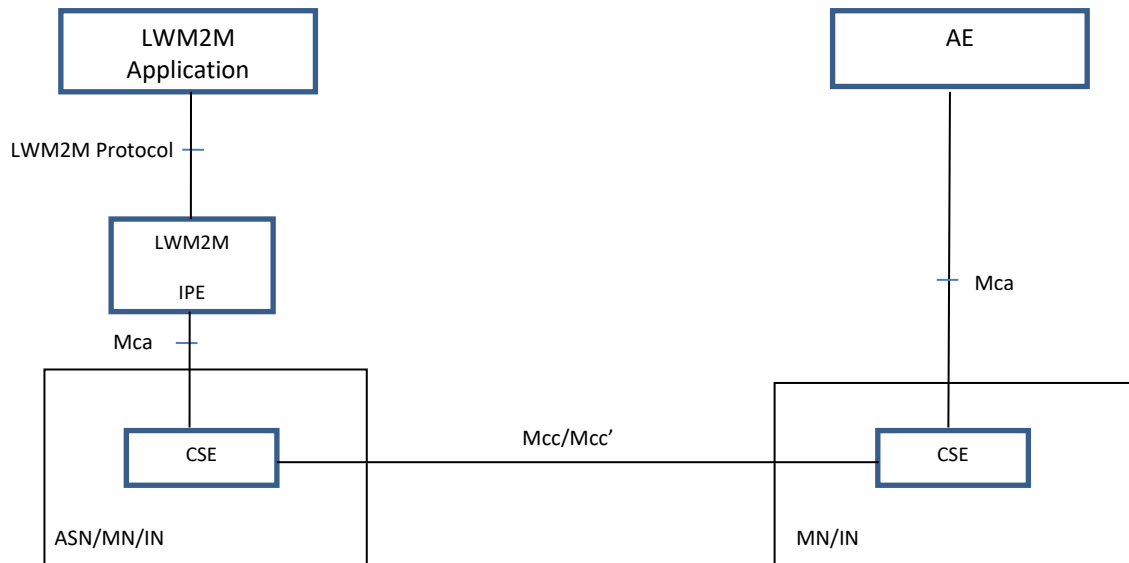 LWM2M
Application
AE
LWM2M Protocol
LWM2M
IPE
Mca
Mca
Mcc/Mcc’
CSE
CSE
ASN/MN/IN
MN/IN